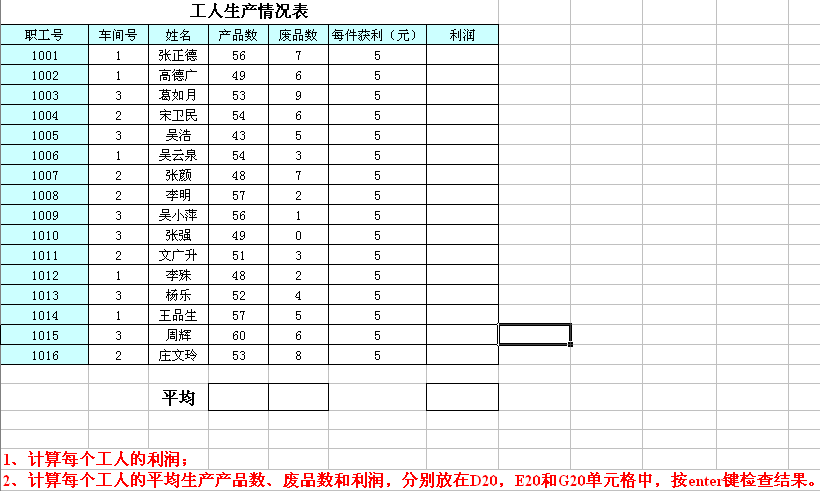 工人生产情况表
职工号 车间号 姓名 产品数 废品数 每件获利（元） 利润
1001 1 张正德 56 7 5
1002 1 高德广 49 6 5
1003 3 葛如月 53 9 5
1004 2 宋卫民 54 6 5
1005 3 吴浩 43 5 5
1006 1 吴云泉 54 3 5
1007 2 张颜 48 7 5
1008 2 李明 57 2 5
1009 3 吴小萍 56 1 5
1010 3 张强 49 0 5
1011 2 文广升 51 3 5
1012 1 李殊 48 2 5
1013 3 杨乐 52 4 5
1014 1 王品生 57 5 5
1015 3 周辉 60 6 5
1016 2 庄文玲 53 8 5
平均
1、计算每个工人的利润；
2、计算每个工人的平均生产产品数、废品数和利润，分别放在D20，E20和G20单元格中，按enter键检查结果。